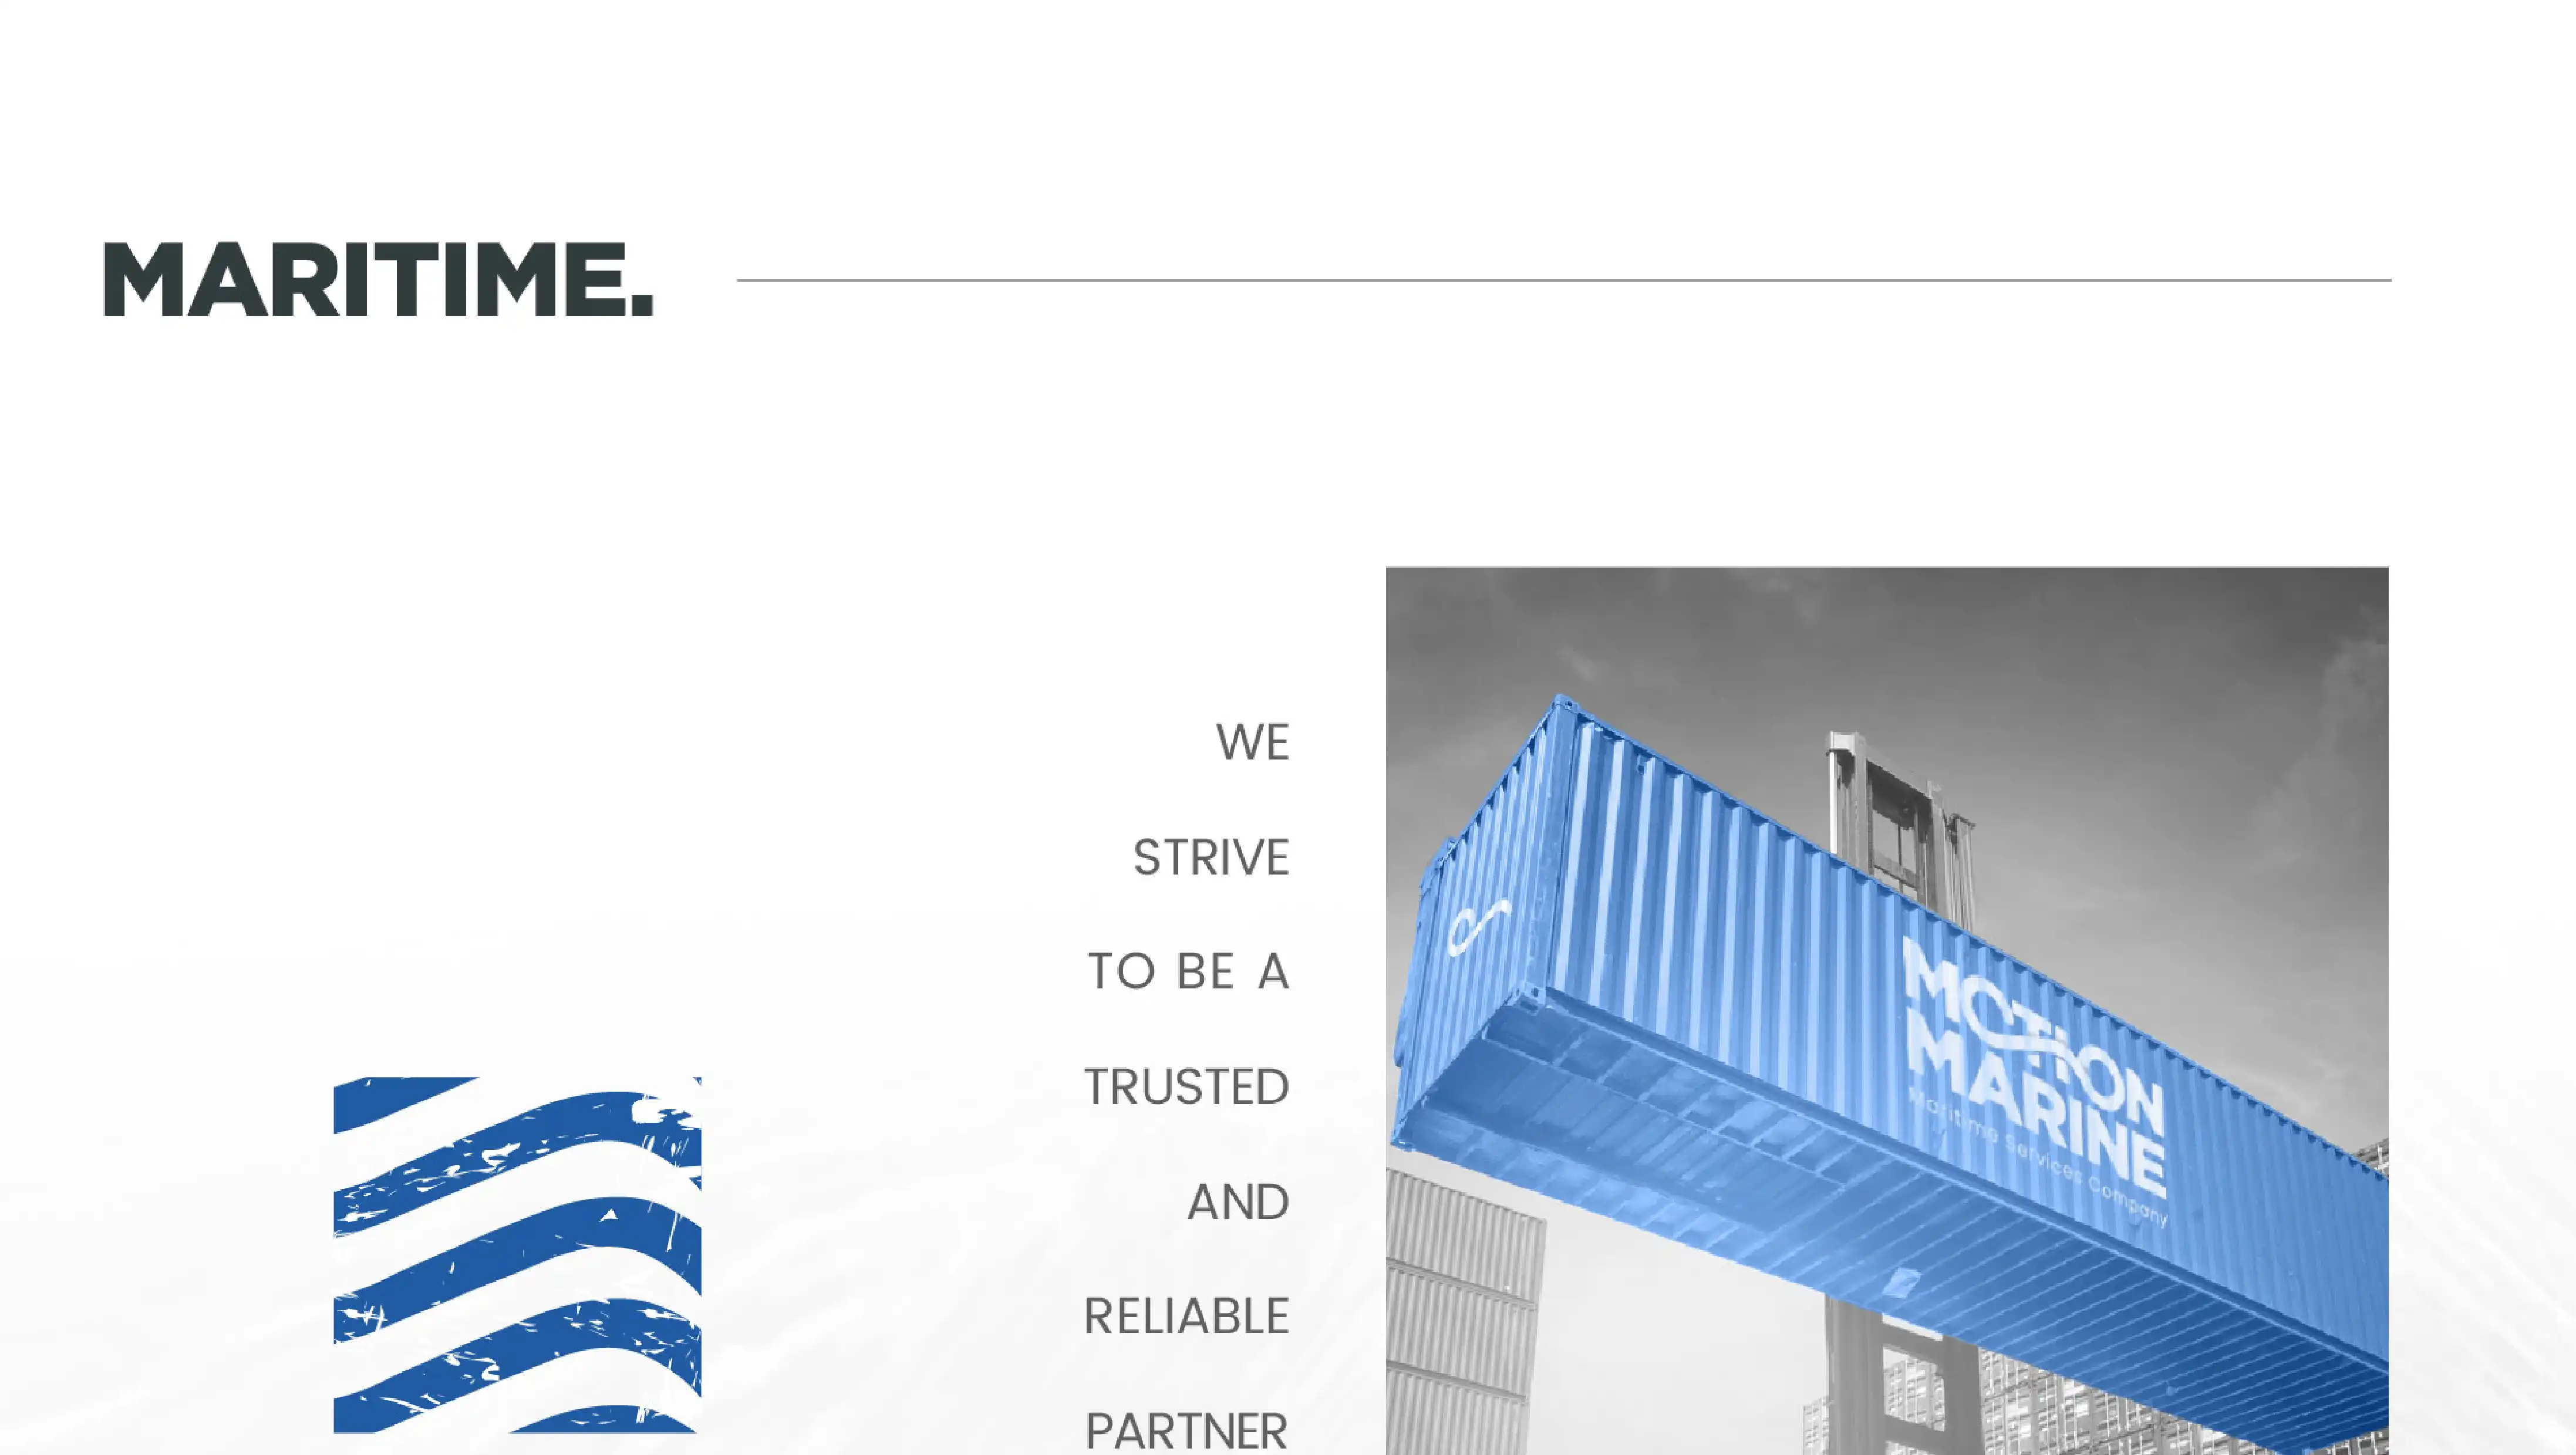 MARITIME.
WE
STRIVE
TO BE A
TRUSTED
AND
RELIABLE
PARTNER
MOTION
MARINE
Maritime Services Company